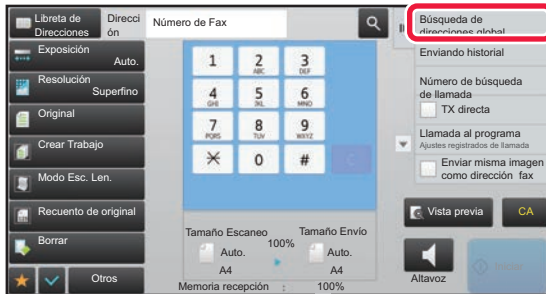 Libreta de
Direcciones
Direcci
ón
Número de Fax
Exposición
Auto.
Resolución
Superfino
Original
Crear Trabajo
Modo Esc. Len.
Recuento de original
Borrar
Otros
1
2
ABC
3
DEF
4
GHI
5
JKL
6
MNO
7
PQRS
8
TUV
9
WXYZ
0
#
C
Tamaño Escaneo
100%
Tamaño Envío
Auto.
A4
Auto.
A4
Memoria recepción : 100%
Búsqueda de
direcciones global
Enviando historial
Número de búsqueda
de llamada
TX directa
Llamada al programa
Ajustes registrados de llamada
Enviar misma imagen
como dirección fax
Vista previa
CA
Altavoz
Iniciar